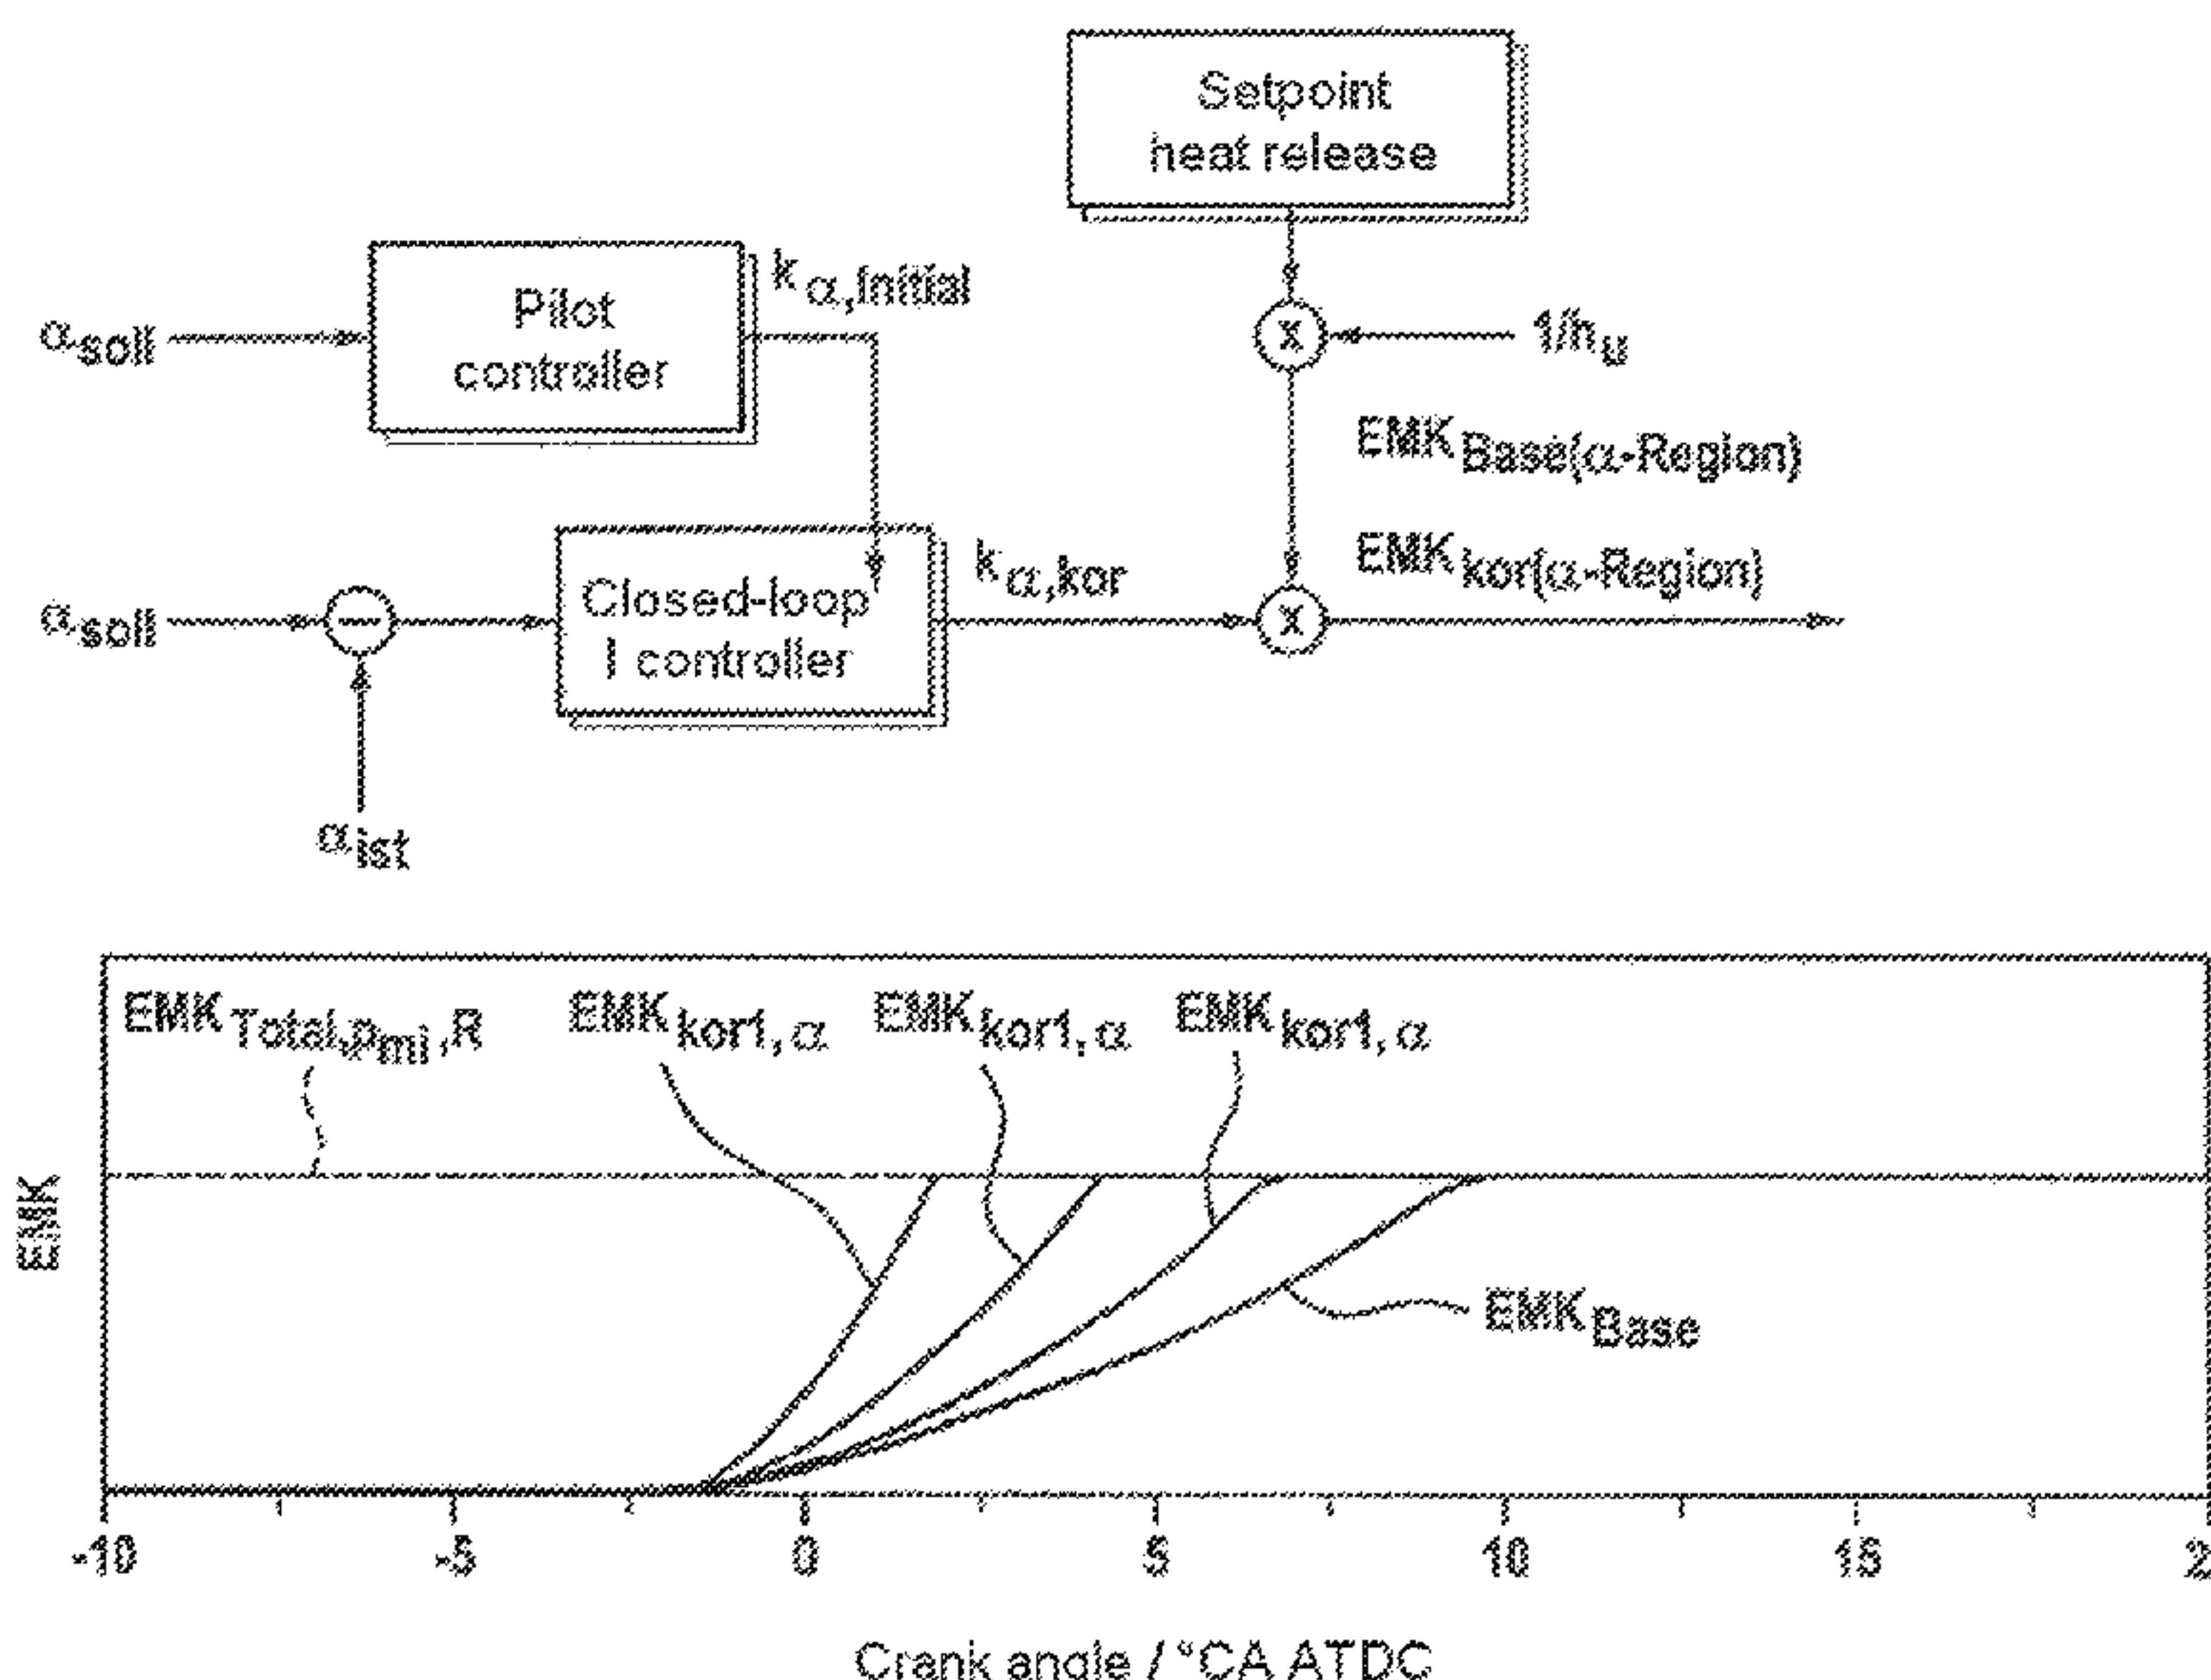 Setpoint
heat release
Pilot
controller
k α,Initial
α soll
1/h u
EMK Base(α-Region)
EMK kor(α-Region)
Closed-loop
I controller
k α,kor
α soll
−
X
X
α ist
EMK Total,p mi ,R
EMK kor1, α
EMK kor1, α
EMK kor1, α
EMK
EMK Base
-10 -5 0 5 10 15 2
Crank angle / °CA ATDC